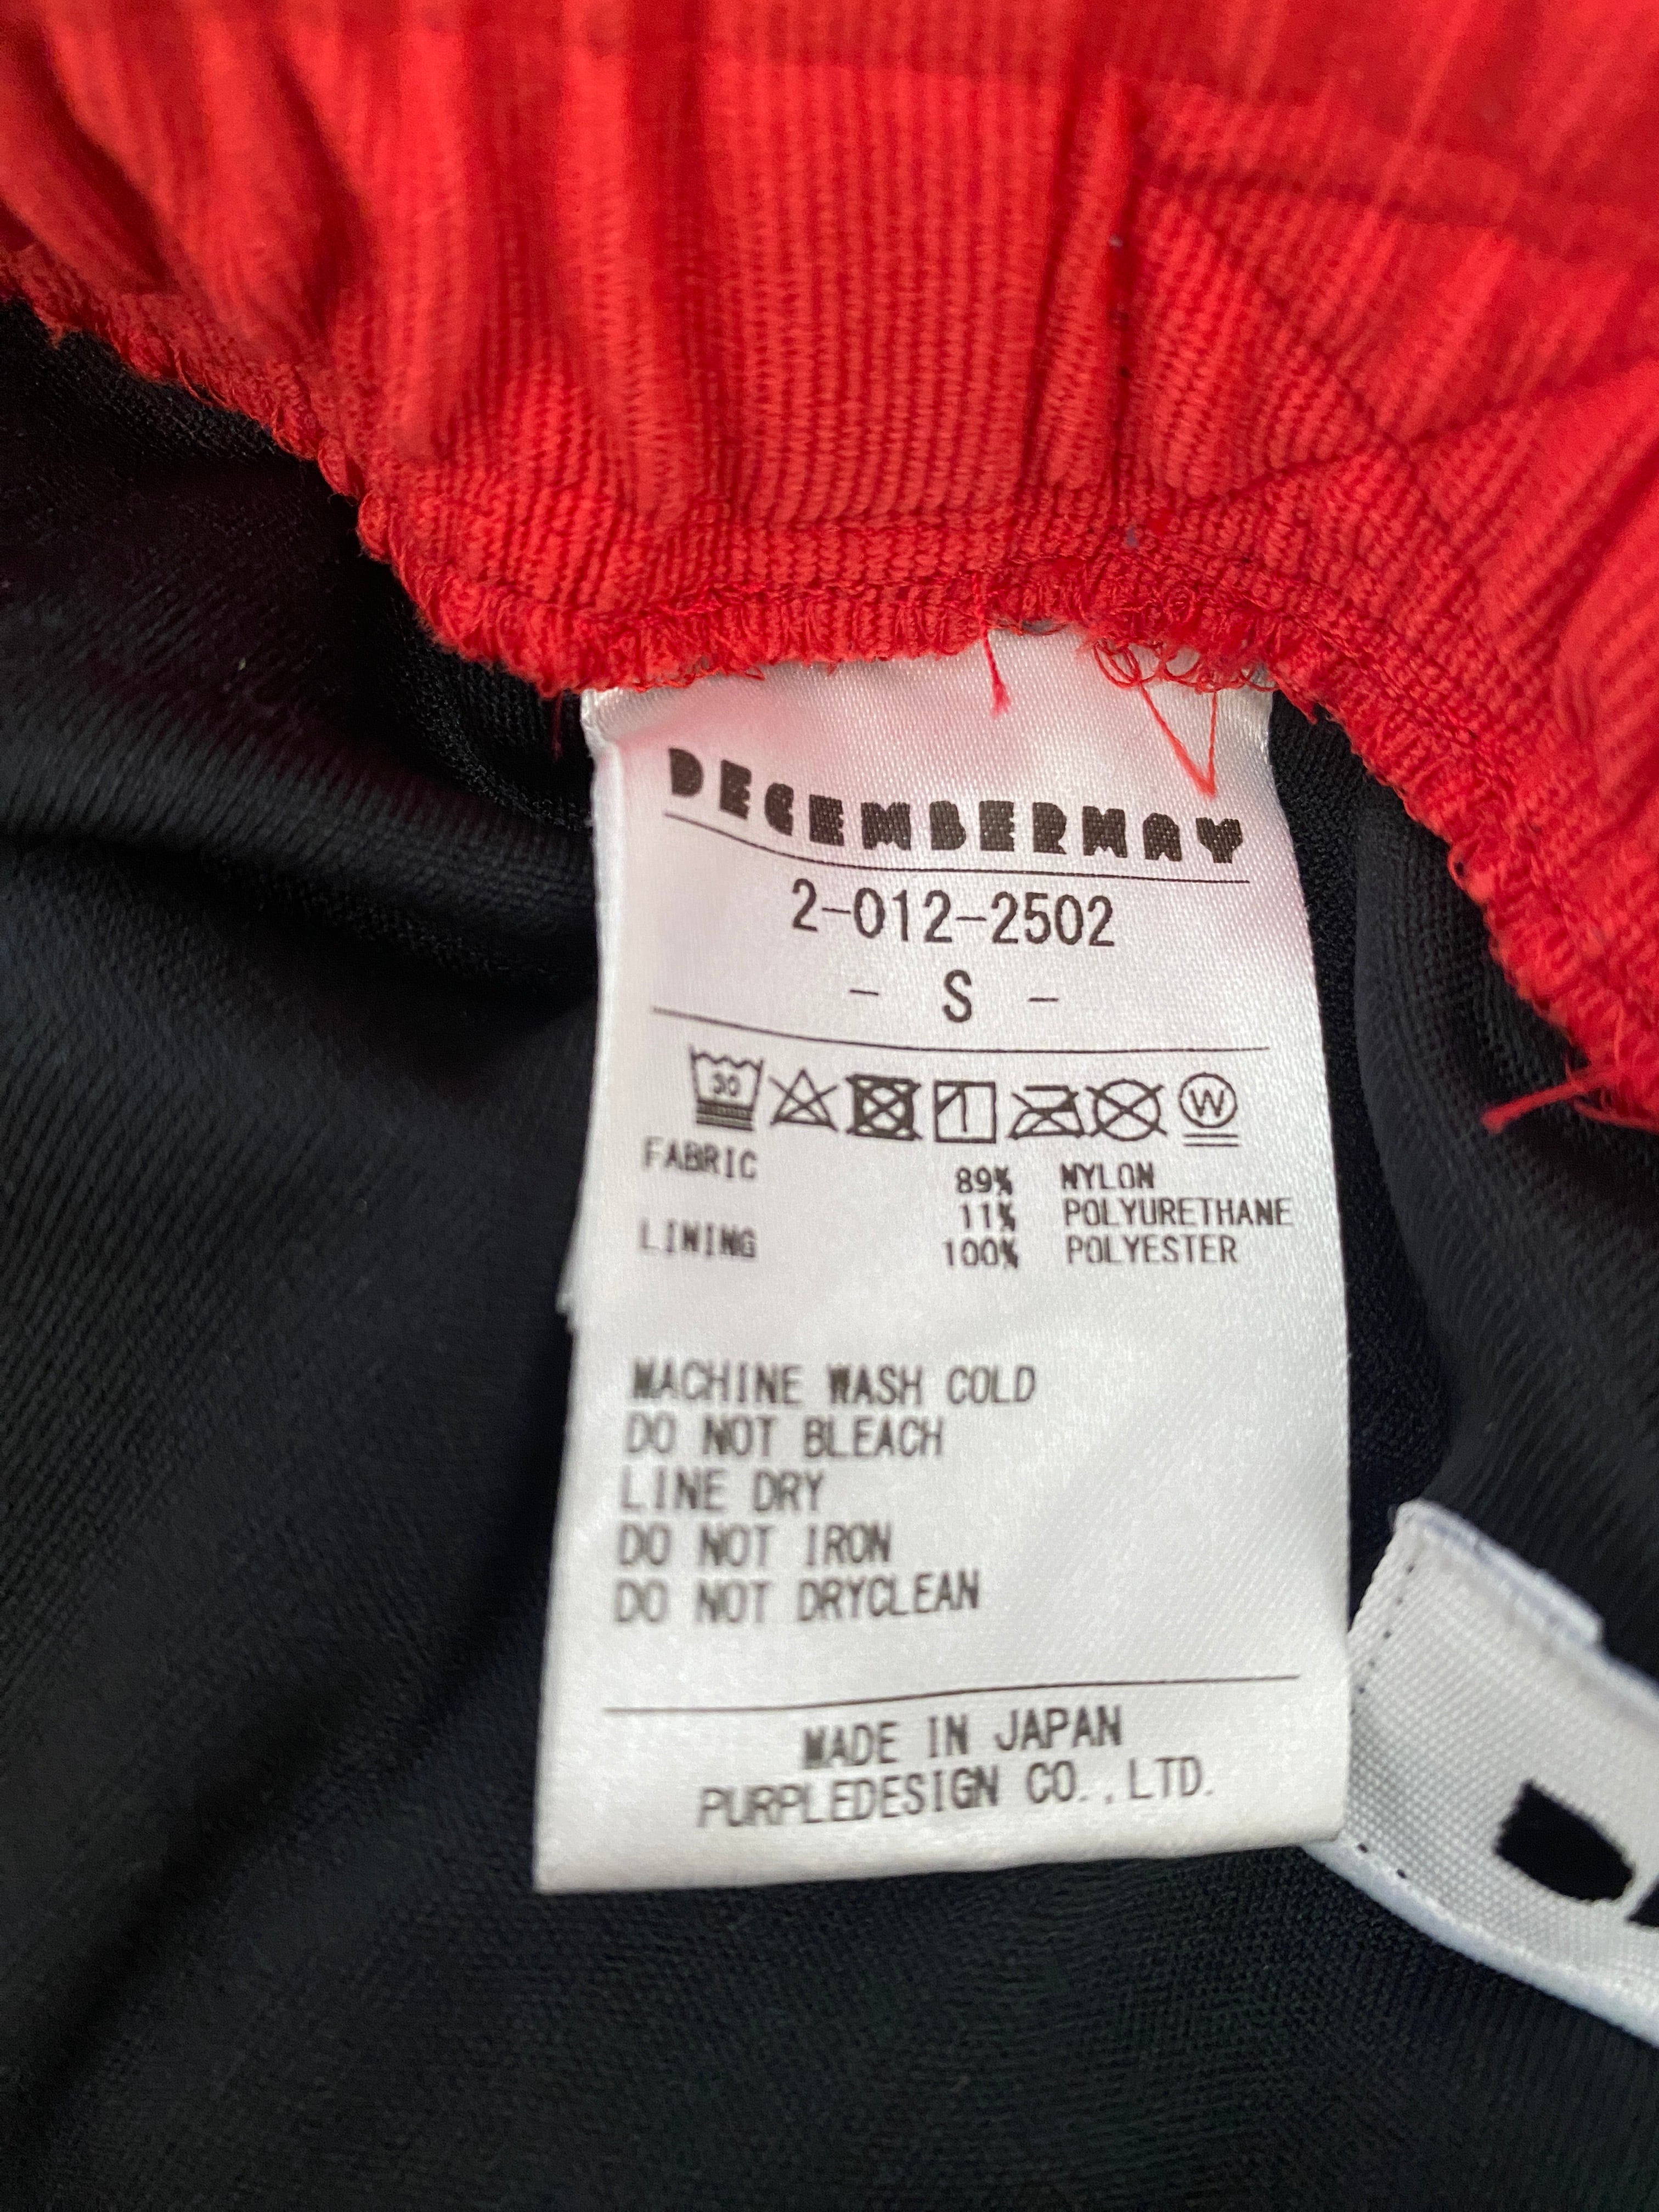 DECEMBERMAY
2-012-2502
- S -
30 W
FABRIC 89% NYLON
11% POLYURETHANE
LINING 100% POLYESTER
MACHINE WASH COLD
DO NOT BLEACH
LINE DRY
DO NOT IRON
DO NOT DRYCLEAN
MADE IN JAPAN
PURPLEDESIGN CO.,LTD.